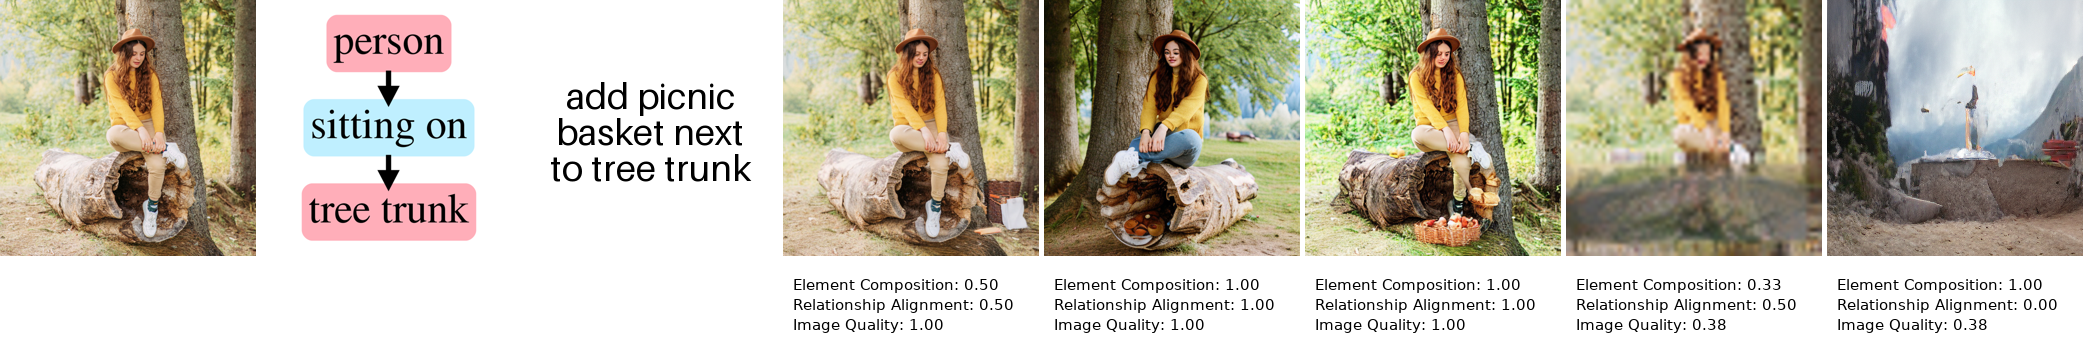 person
sitting on
tree trunk
add picnic
basket next
to tree trunk
Element Composition: 0.50
Relationship Alignment: 0.50
Image Quality: 1.00
Element Composition: 1.00
Relationship Alignment: 1.00
Image Quality: 1.00
Element Composition: 1.00
Relationship Alignment: 1.00
Image Quality: 1.00
Element Composition: 0.33
Relationship Alignment: 0.50
Image Quality: 0.38
Element Composition: 1.00
Relationship Alignment: 0.00
Image Quality: 0.38